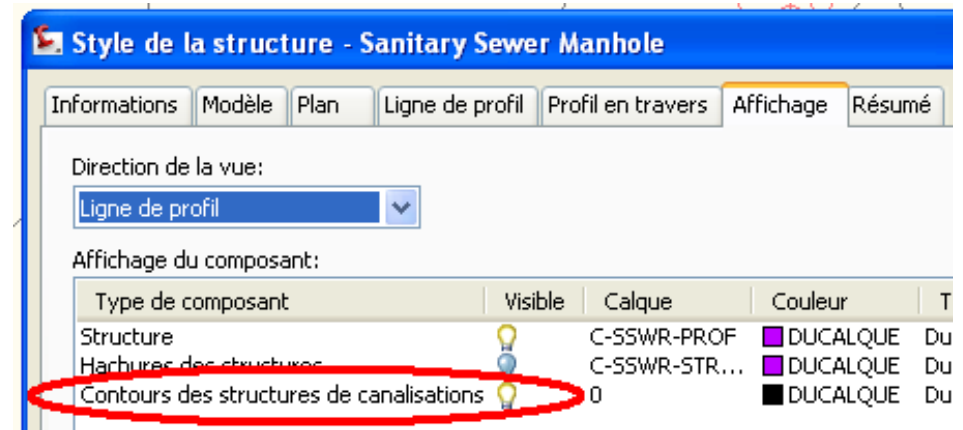 Style de la structure - Sanitary Sewer Manhole
Informations Modèle Plan Ligne de profil Profil en travers Affichage Résumé
Direction de la vue:
Ligne de profil
Affichage du composant:
Type de composant Visible Calque Couleur T
Structure C-SSWR-PROF DUCALQUE Du
Hachures des structures C-SSWR-STR... DUCALQUE Du
Contours des structures de canalisations 0 DUCALQUE Du